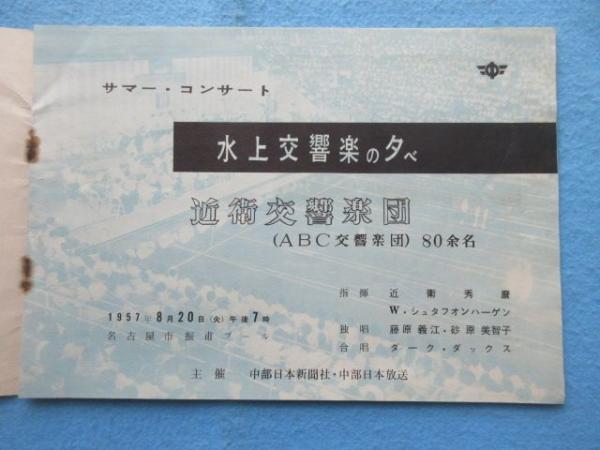 サマー・コンサート
水上交響楽の夕べ
近衛交響楽団
(ABC交響楽団) 80余名
指揮 近衛秀麿
W・シュタフオンハーゲン
独唱 藤原義江・砂原美智子
合唱 ダーク・ダックス
1957年8月20日(火)午後7時
名古屋市振甫プール
主催 中部日本新聞社・中部日本放送